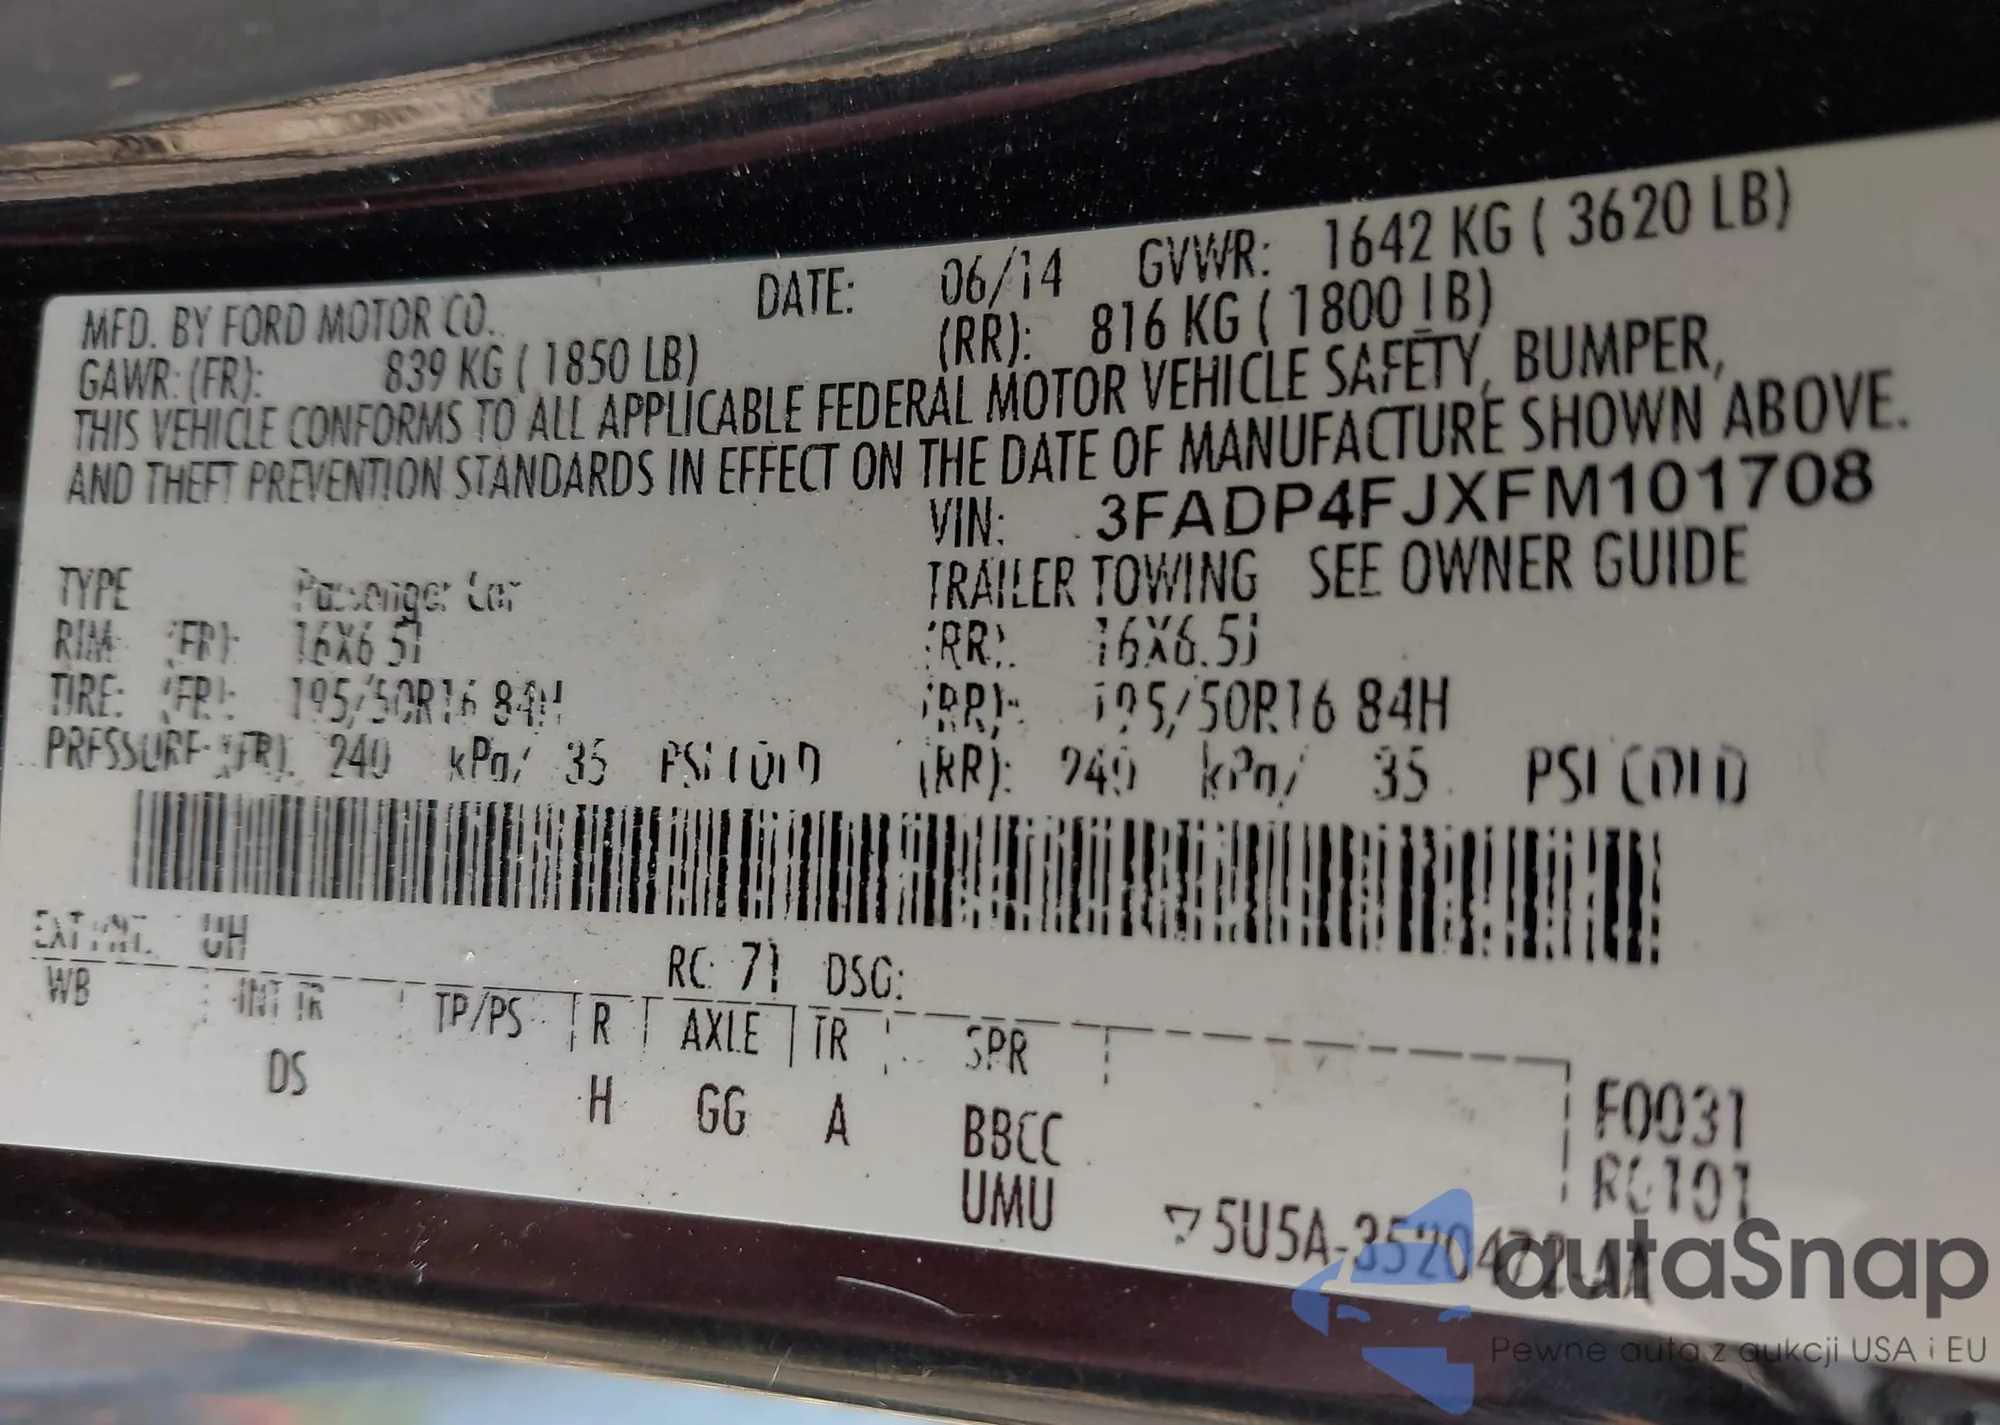 MFD. BY FORD MOTOR CO. DATE: 06/14 GVWR: 1642 KG ( 3620 LB)
GAWR: (FR): 839 KG ( 1850 LB) (RR): 816 KG ( 1800 LB)
THIS VEHICLE CONFORMS TO ALL APPLICABLE FEDERAL MOTOR VEHICLE SAFETY, BUMPER,
AND THEFT PREVENTION STANDARDS IN EFFECT ON THE DATE OF MANUFACTURE SHOWN ABOVE.
VIN: 3FADP4FJXFM101708
TYPE Passenger Car TRAILER TOWING SEE OWNER GUIDE
RIM: (FR): 16X6.5J (RR): 16X6.5J
TIRE: (FR): 195/50R16 84H (RR): 195/50R16 84H
PRESSURE: (FR): 240 kPa/ 35 PSI COLD (RR): 240 kPa/ 35 PSI COLD
EXT PNT: UH RC: 71 DSG:
WB INT TR TP/PS R AXLE TR SPR
DS H GG A BBCC
UMU
F0031
R0101
5U5A-3520472-AA
autaSnap
Pewne auta z aukcji USA i EU